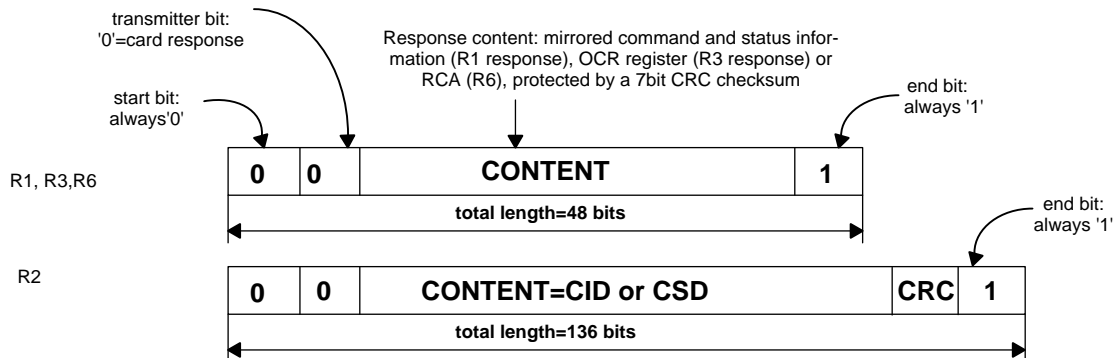 transmitter bit:
'0'=card response
Response content: mirrored command and status infor-
mation (R1 response), OCR register (R3 response) or
RCA (R6), protected by a 7bit CRC checksum
start bit:
always'0'
end bit:
always '1'
R1, R3,R6
0 0 CONTENT 1
total length=48 bits
end bit:
always '1'
R2
0 0 CONTENT=CID or CSD CRC 1
total length=136 bits